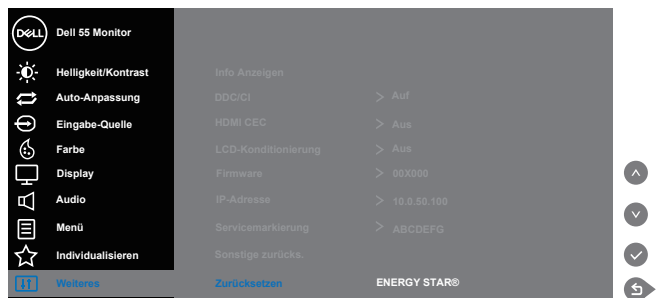 DELL Dell 55 Monitor
Helligkeit/Kontrast Info Anzeigen
Auto-Anpassung DDC/CI > Auf
Eingabe-Quelle HDMI CEC > Aus
Farbe LCD-Konditionierung > Aus
Display Firmware > 00X000
Audio IP-Adresse > 10.0.50.100
Menü Servicemarkierung > ABCDEFG
Individualisieren Sonstige zurücks.
Weiteres Zurücksetzen ENERGY STAR®